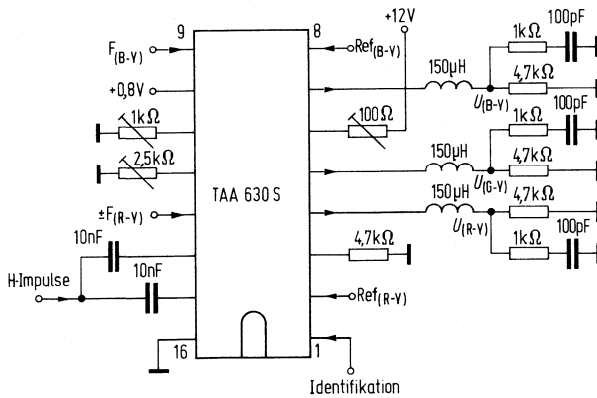 9
8
+12V
1kΩ
100pF
F(B-V)
Ref(B-V)
150µH
4,7kΩ
+0,8V
U(B-V)
1kΩ
100Ω
1kΩ
100pF
150µH
4,7kΩ
2,5kΩ
U(G-V)
TAA 630 S
150µH
4,7kΩ
±F(R-V)
U(R-V)
10nF
4,7kΩ
1kΩ
100pF
10nF
H-Impulse
Ref(R-V)
16
1
Identifikation